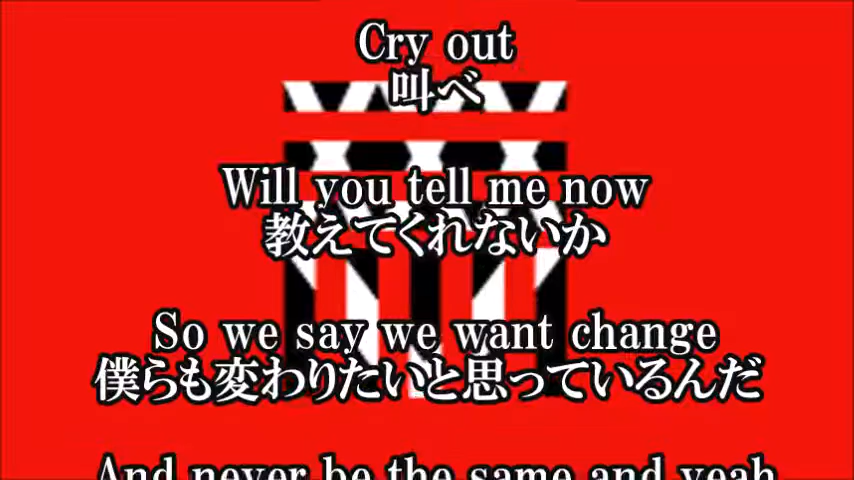 Cry out
叫べ
Will you tell me now
教えてくれないか
So we say we want change
僕らも変わりたいと思っているんだ
And never be the same and yeah